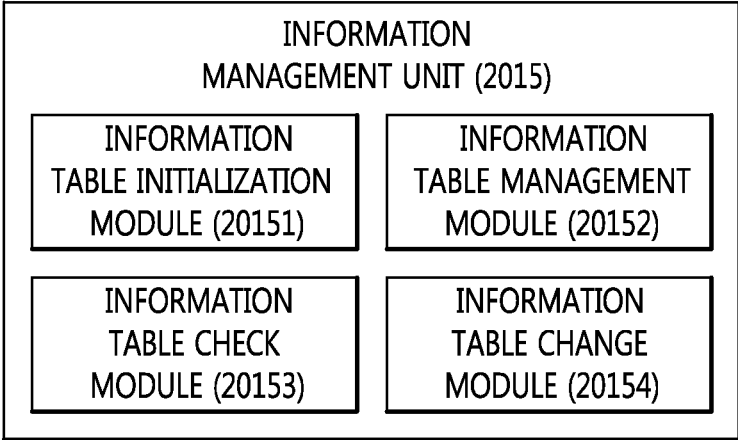 INFORMATION
MANAGEMENT UNIT (2015)
INFORMATION
TABLE INITIALIZATION
MODULE (20151)
INFORMATION
TABLE MANAGEMENT
MODULE (20152)
INFORMATION
TABLE CHECK
MODULE (20153)
INFORMATION
TABLE CHANGE
MODULE (20154)